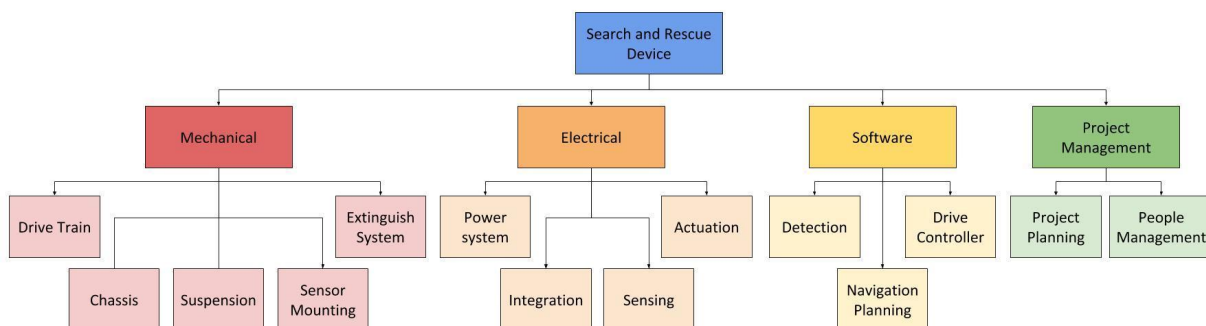 Search and Rescue
Device
Mechanical
Electrical
Software
Project
Management
Drive Train
Extinguish
System
Power
system
Actuation
Detection
Drive
Controller
Project
Planning
People
Management
Chassis
Suspension
Sensor
Mounting
Integration
Sensing
Navigation
Planning